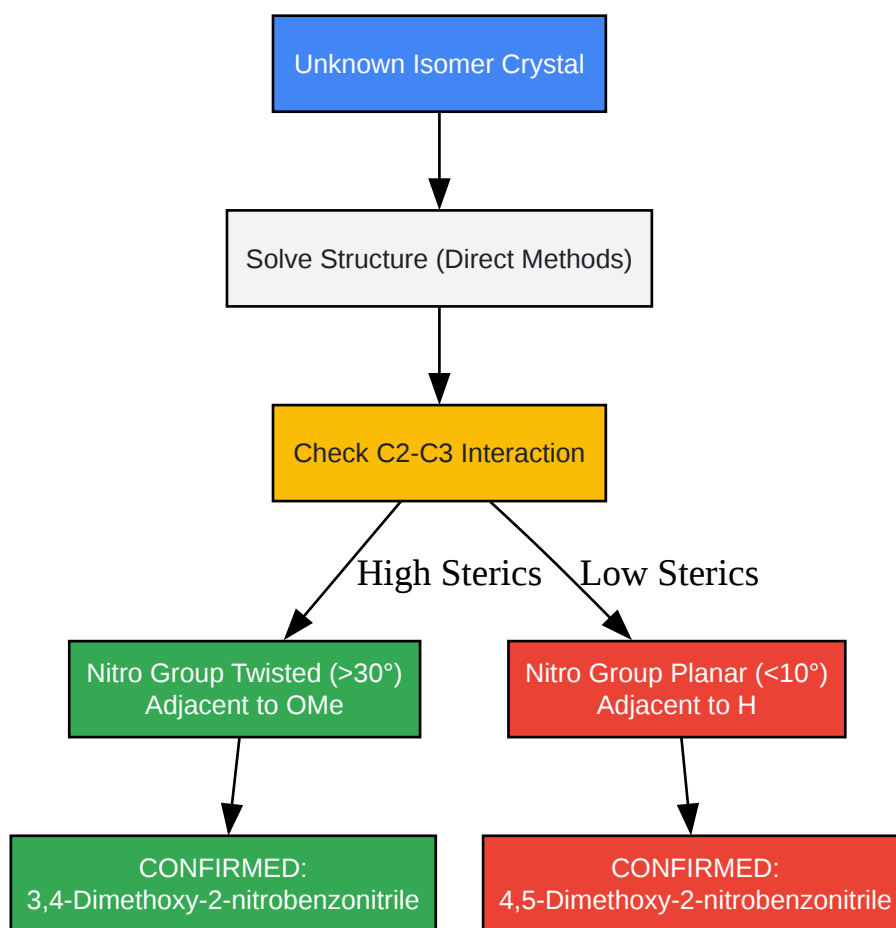 Unknown Isomer Crystal
Solve Structure (Direct Methods)
Check C2-C3 Interaction
High Sterics
Low Sterics
Nitro Group Twisted (>30°)
Adjacent to OMe
Nitro Group Planar (<10°)
Adjacent to H
CONFIRMED:
3,4-Dimethoxy-2-nitrobenzonitrile
CONFIRMED:
4,5-Dimethoxy-2-nitrobenzonitrile